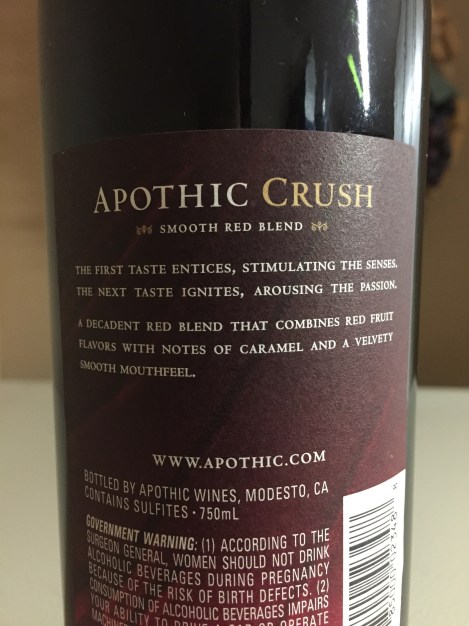 APOTHIC CRUSH
SMOOTH RED BLEND
THE FIRST TASTE ENTICES, STIMULATING THE SENSES.
THE NEXT TASTE IGNITES, AROUSING THE PASSION.
A DECADENT RED BLEND THAT COMBINES RED FRUIT
FLAVORS WITH NOTES OF CARAMEL AND A VELVETY
SMOOTH MOUTHFEEL.
WWW.APOTHIC.COM
BOTTLED BY APOTHIC WINES, MODESTO, CA
CONTAINS SULFITES • 750mL
GOVERNMENT WARNING: (1) ACCORDING TO THE
SURGEON GENERAL, WOMEN SHOULD NOT DRINK
ALCOHOLIC BEVERAGES DURING PREGNANCY
BECAUSE OF THE RISK OF BIRTH DEFECTS. (2)
CONSUMPTION OF ALCOHOLIC BEVERAGES IMPAIRS
YOUR ABILITY TO DRIVE A CAR OR OPERATE